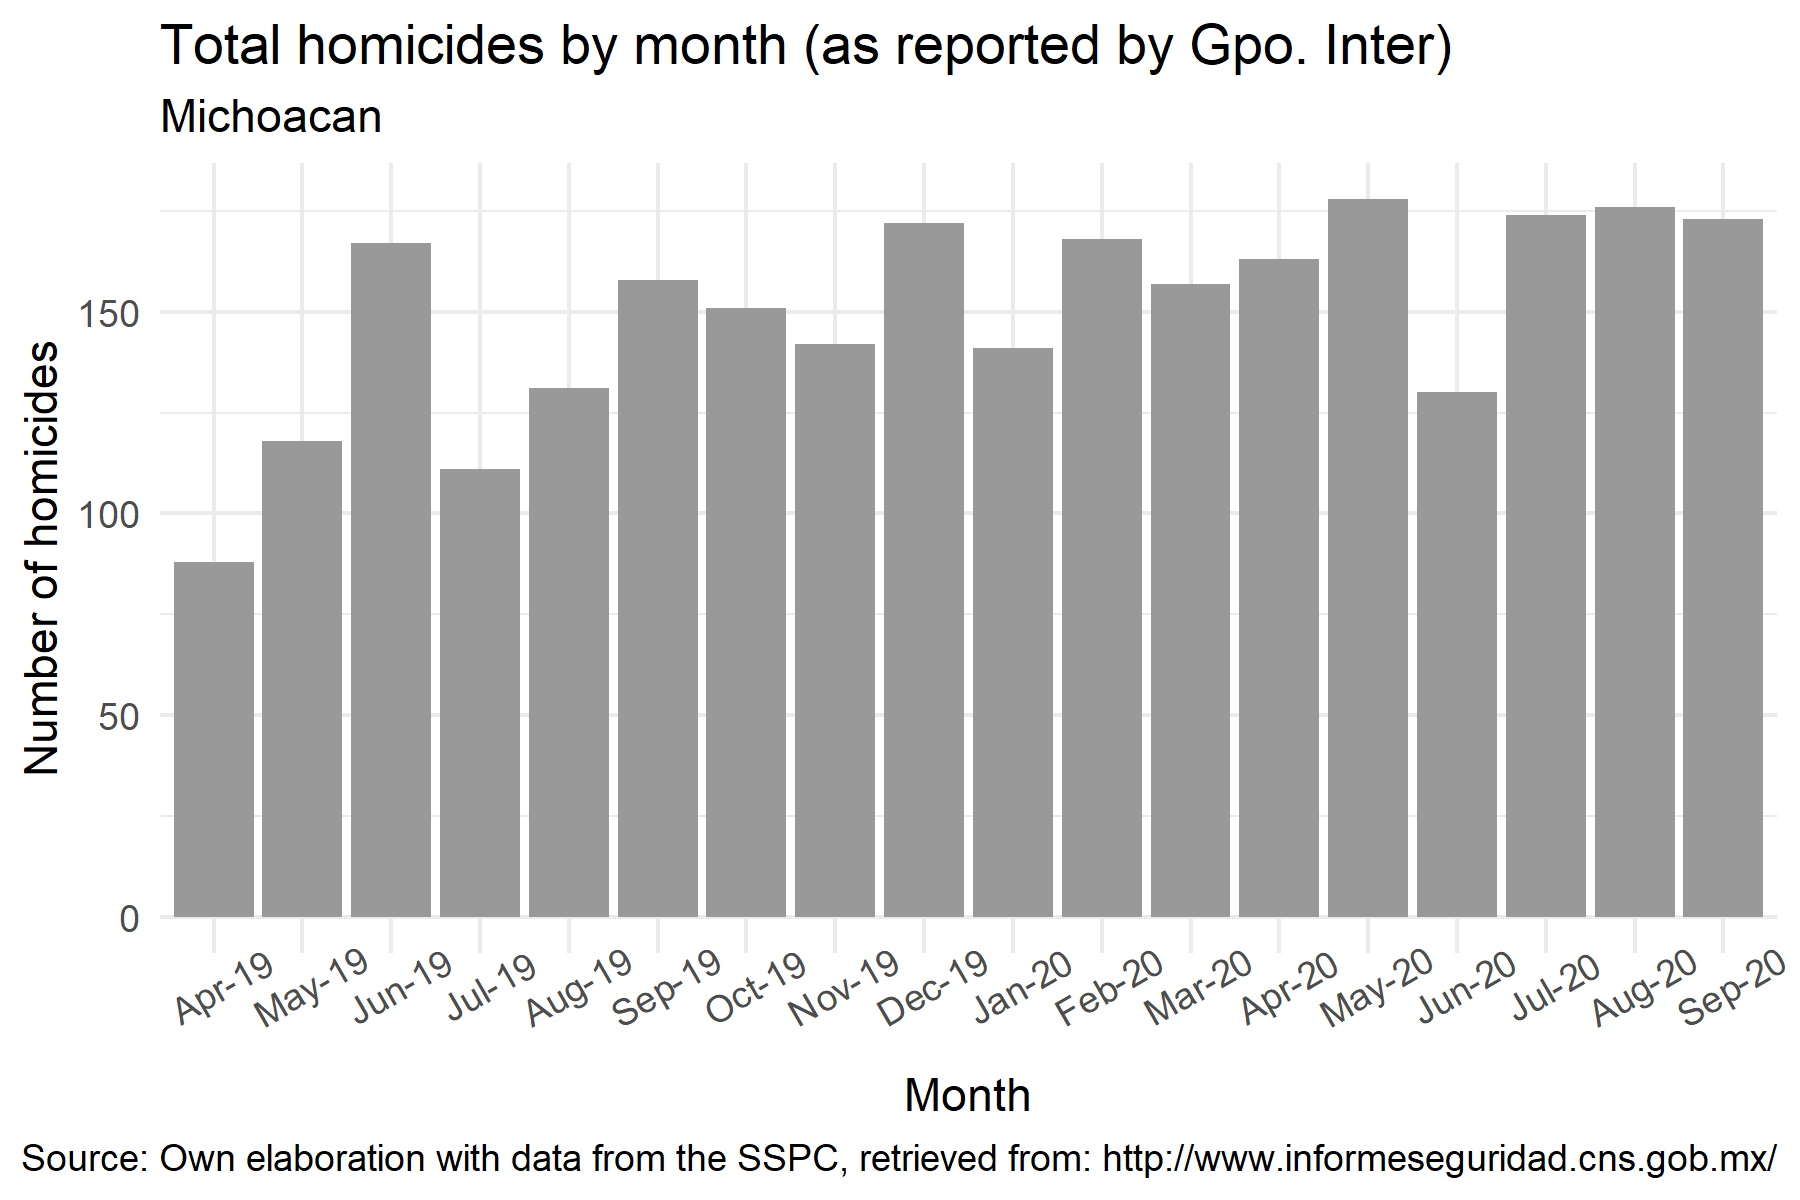 Total homicides by month (as reported by Gpo. Inter)
Michoacan
Number of homicides
150
100
50
0
Apr-19 May-19 Jun-19 Jul-19 Aug-19 Sep-19 Oct-19 Nov-19 Dec-19 Jan-20 Feb-20 Mar-20 Apr-20 May-20 Jun-20 Jul-20 Aug-20 Sep-20
Month
Source: Own elaboration with data from the SSPC, retrieved from: http://www.informeseguridad.cns.gob.mx/